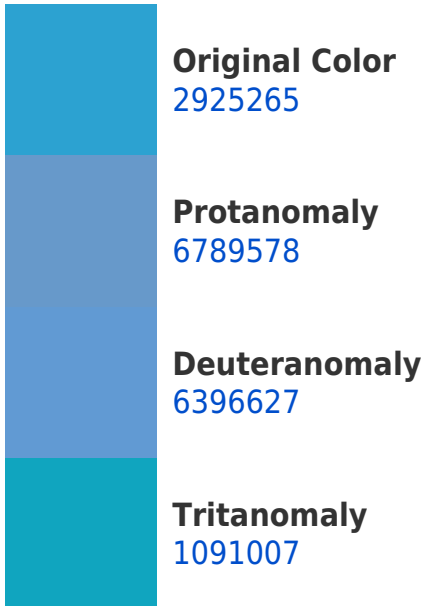 Original Color
2925265
Protanomaly
6789578
Deuteranomaly
6396627
Tritanomaly
1091007